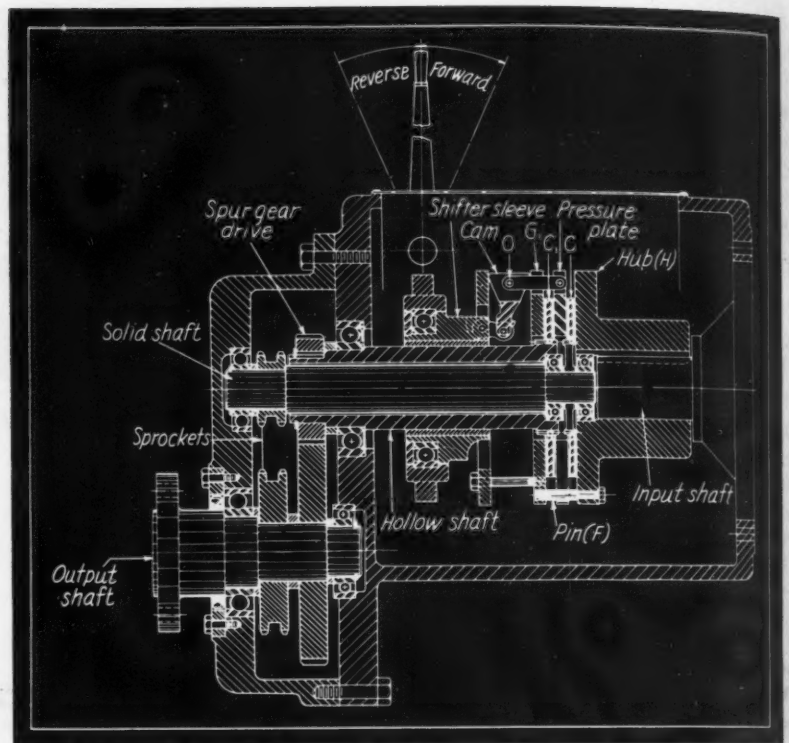 Reverse Forward
Spur gear
drive
Shifter sleeve Pressure
Cam O G C C plate
Hub(H)
Solid shaft
Sprockets
Input shaft
Hollow shaft
Pin(F)
Output
shaft